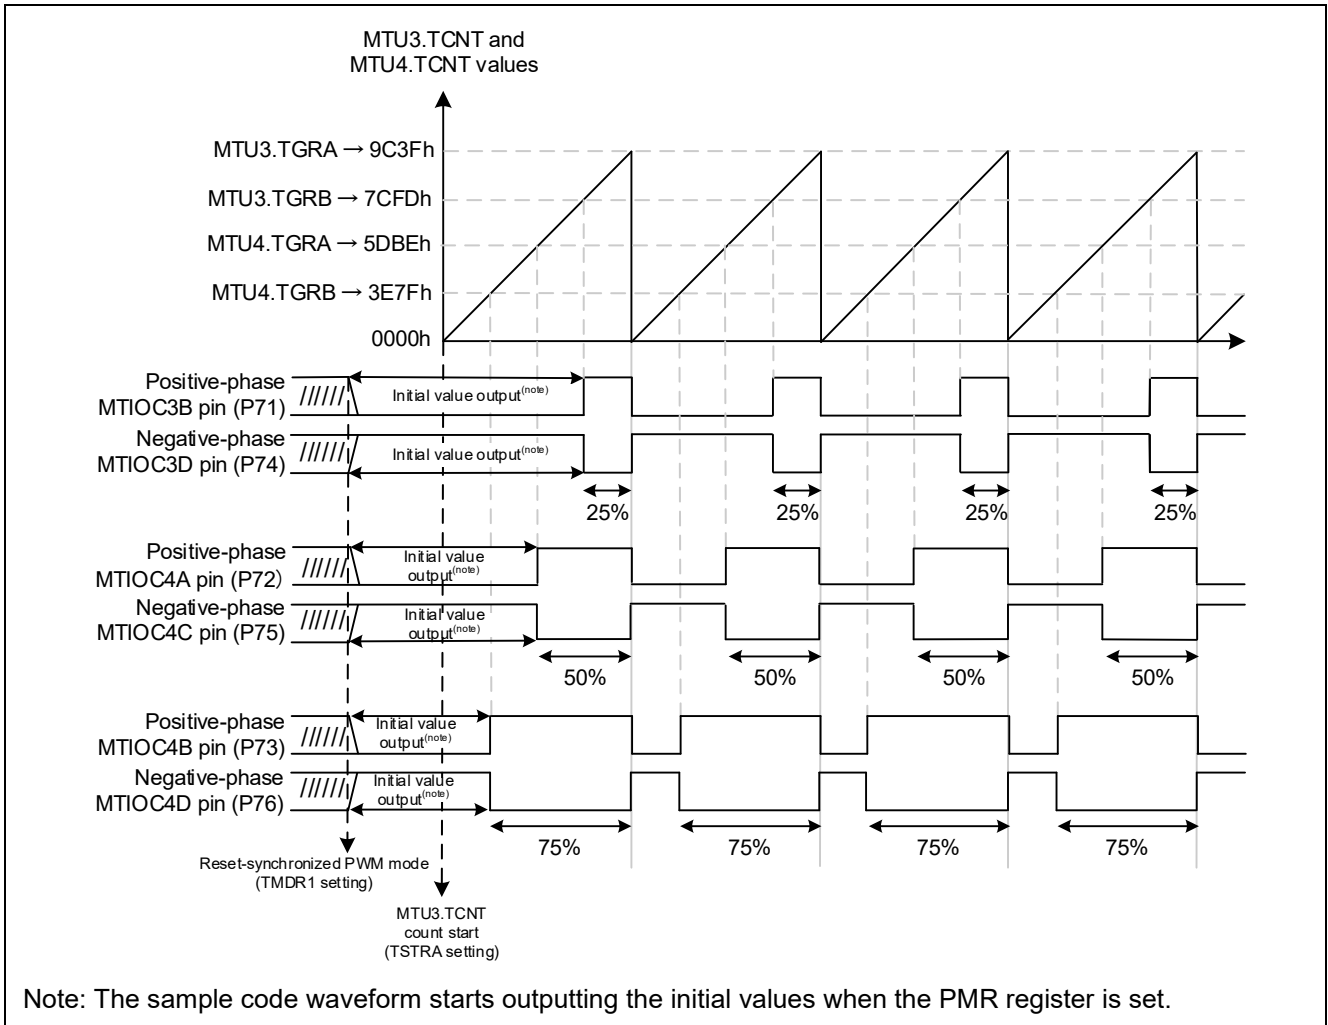 MTU3.TCNT and
MTU4.TCNT values
MTU3.TGRA → 9C3Fh
MTU3.TGRB → 7CFDh
MTU4.TGRA → 5DBEh
MTU4.TGRB → 3E7Fh
0000h
Positive-phase
MTIOC3B pin (P71)
Initial value output(note)
Negative-phase
MTIOC3D pin (P74)
Initial value output(note)
25% 25% 25% 25%
Positive-phase
MTIOC4A pin (P72)
Initial value
output(note)
Negative-phase
MTIOC4C pin (P75)
Initial value
output(note)
50% 50% 50% 50%
Positive-phase
MTIOC4B pin (P73)
Initial value
output(note)
Negative-phase
MTIOC4D pin (P76)
Initial value
output(note)
75% 75% 75% 75%
Reset-synchronized PWM mode
(TMDR1 setting)
MTU3.TCNT
count start
(TSTRA setting)
Note: The sample code waveform starts outputting the initial values when the PMR register is set.